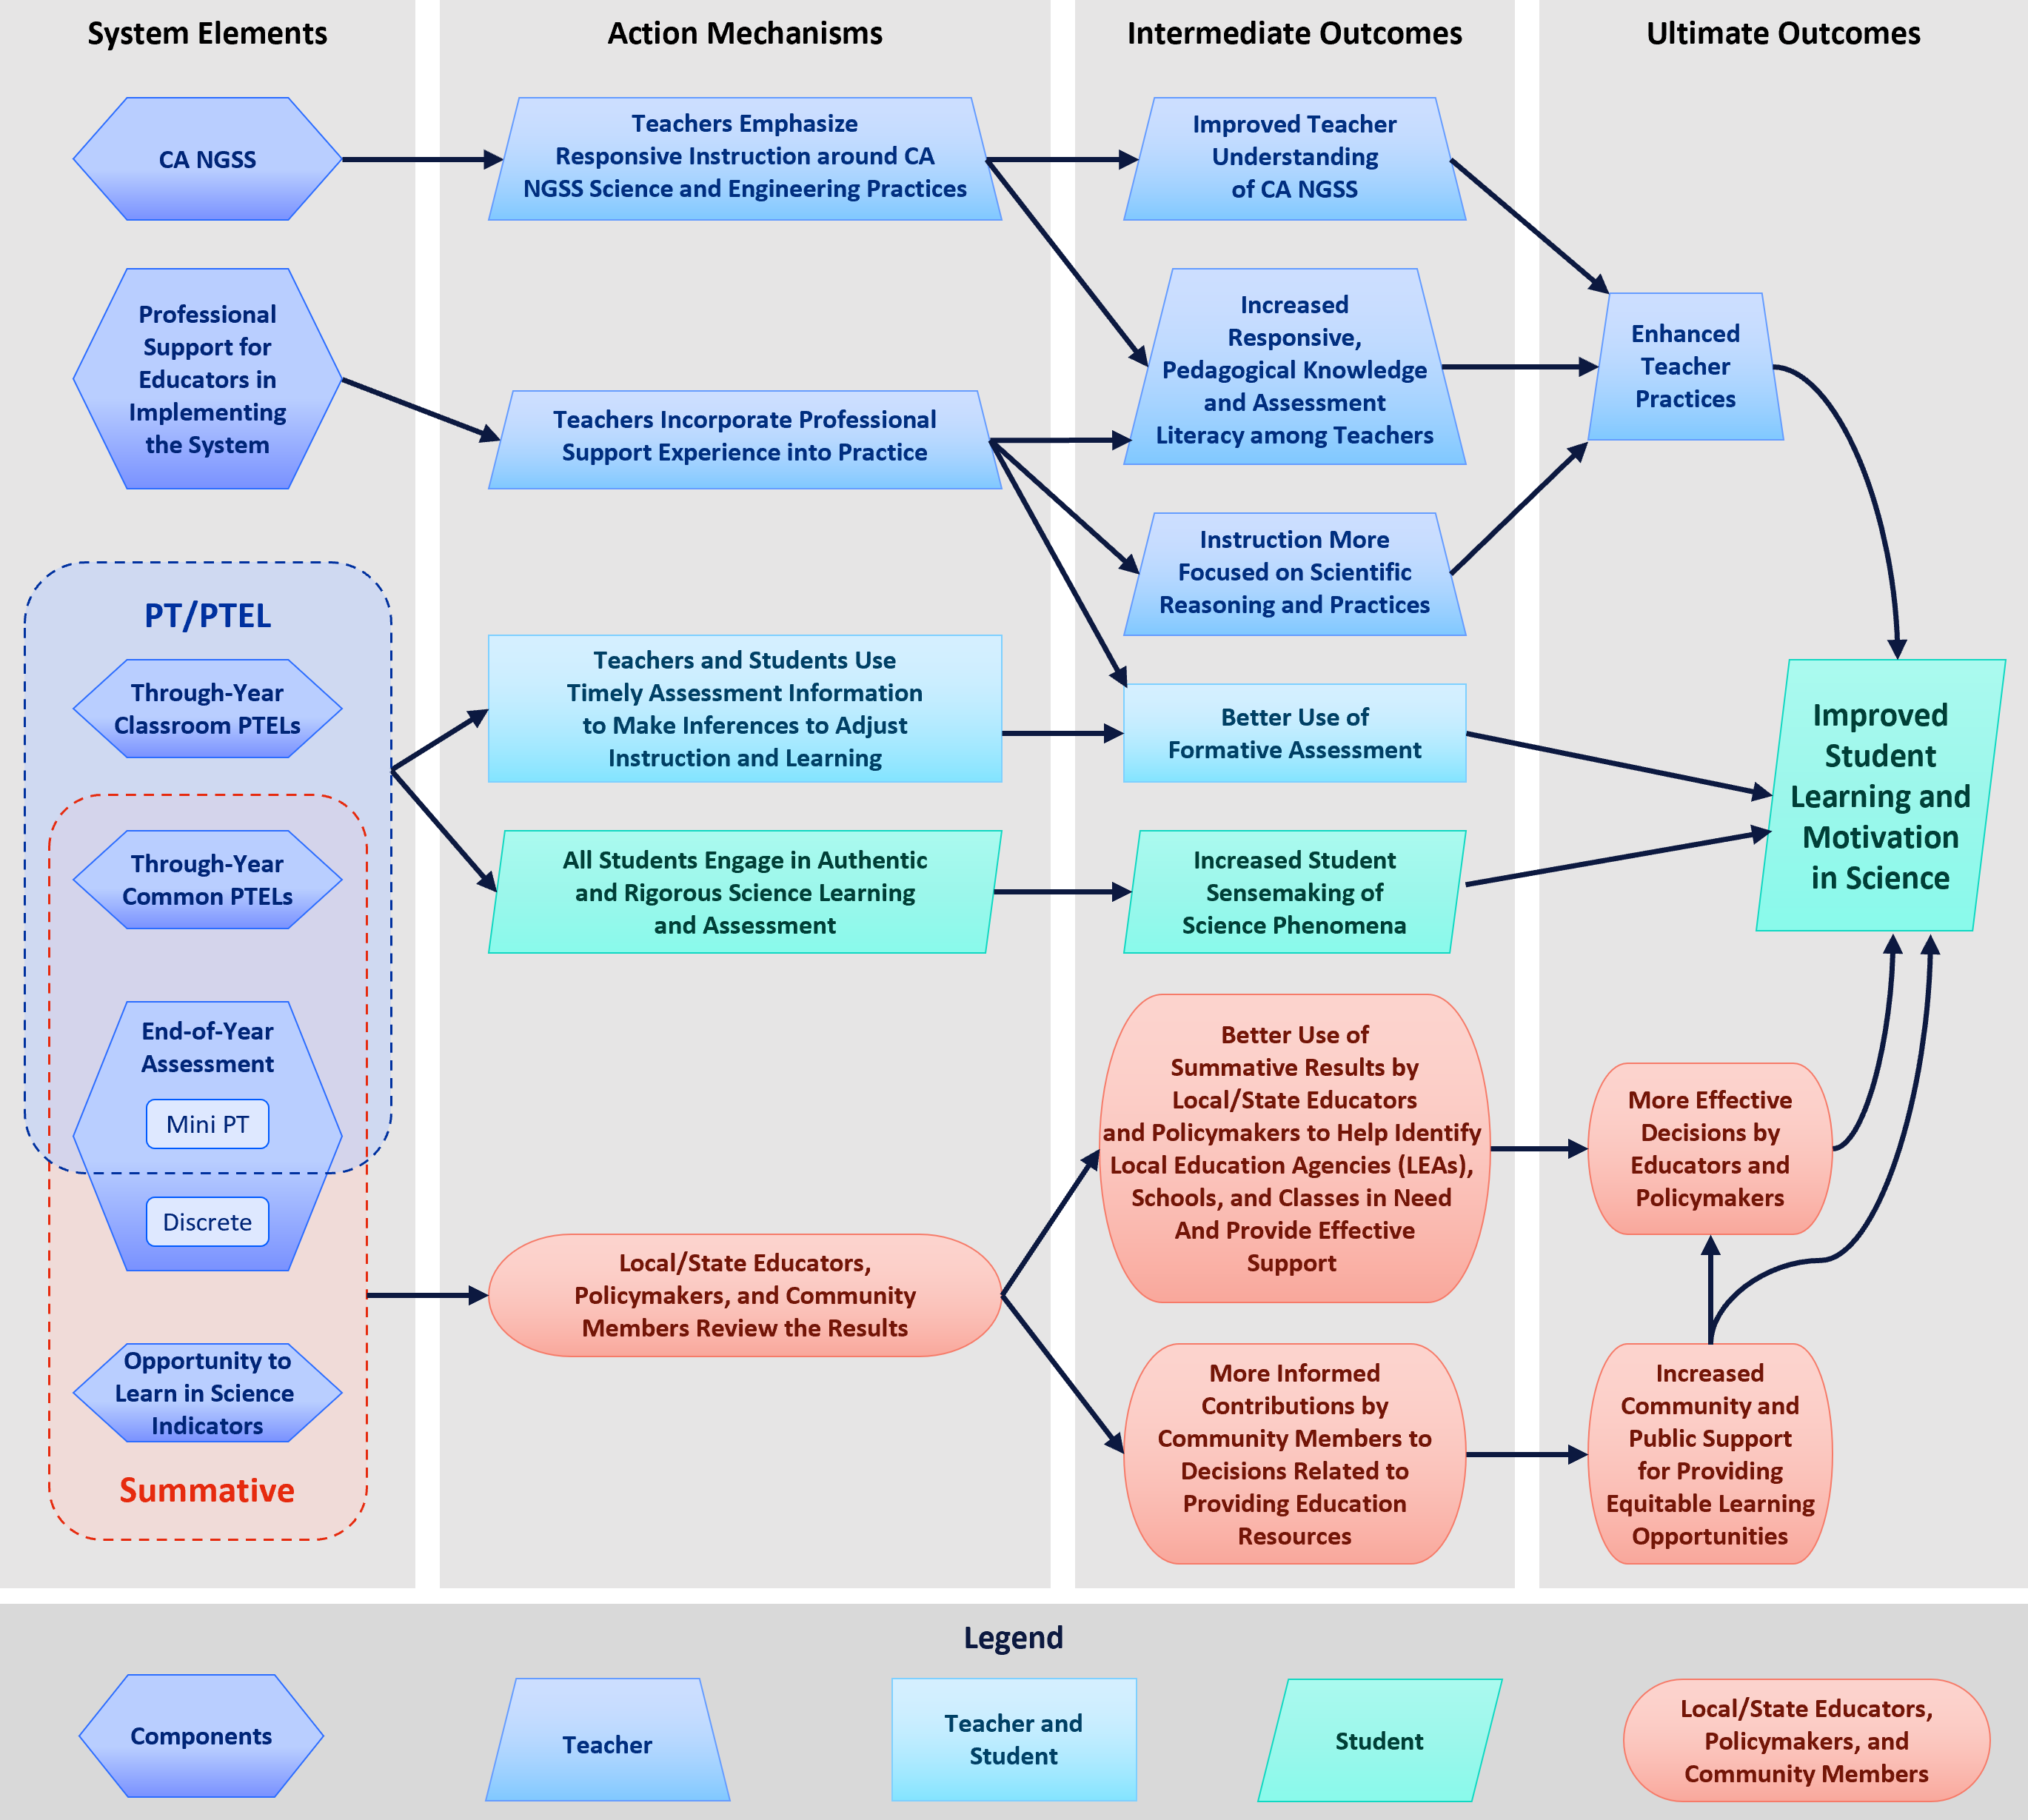 System Elements
Action Mechanisms
Intermediate Outcomes
Ultimate Outcomes
CA NGSS
Teachers Emphasize
Responsive Instruction around CA
NGSS Science and Engineering Practices
Improved Teacher
Understanding
of CA NGSS
Professional
Support for
Educators in
Implementing
the System
Teachers Incorporate Professional
Support Experience into Practice
Increased
Responsive,
Pedagogical Knowledge
and Assessment
Literacy among Teachers
Enhanced
Teacher
Practices
Instruction More
Focused on Scientific
Reasoning and Practices
PT/PTEL
Through-Year
Classroom PTELs
Teachers and Students Use
Timely Assessment Information
to Make Inferences to Adjust
Instruction and Learning
Better Use of
Formative Assessment
Improved
Student
Learning and
Motivation
in Science
Through-Year
Common PTELs
All Students Engage in Authentic
and Rigorous Science Learning
and Assessment
Increased Student
Sensemaking of
Science Phenomena
End-of-Year
Assessment
Mini PT
Discrete
Better Use of
Summative Results by
Local/State Educators
and Policymakers to Help Identify
Local Education Agencies (LEAs),
Schools, and Classes in Need
And Provide Effective
Support
More Effective
Decisions by
Educators and
Policymakers
Local/State Educators,
Policymakers, and Community
Members Review the Results
Opportunity to
Learn in Science
Indicators
Summative
More Informed
Contributions by
Community Members to
Decisions Related to
Providing Education
Resources
Increased
Community and
Public Support
for Providing
Equitable Learning
Opportunities
Legend
Components
Teacher
Teacher and
Student
Student
Local/State Educators,
Policymakers, and
Community Members